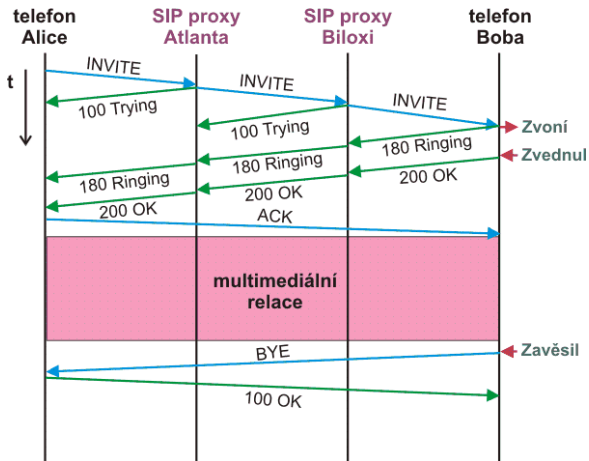 telefon
Alice
SIP proxy
Atlanta
SIP proxy
Biloxi
telefon
Boba
t
INVITE
INVITE
INVITE
100 Trying
100 Trying
Zvoní
180 Ringing
180 Ringing
180 Ringing
Zvednul
200 OK
200 OK
200 OK
ACK
multimediální
relace
BYE
Zavěsil
100 OK